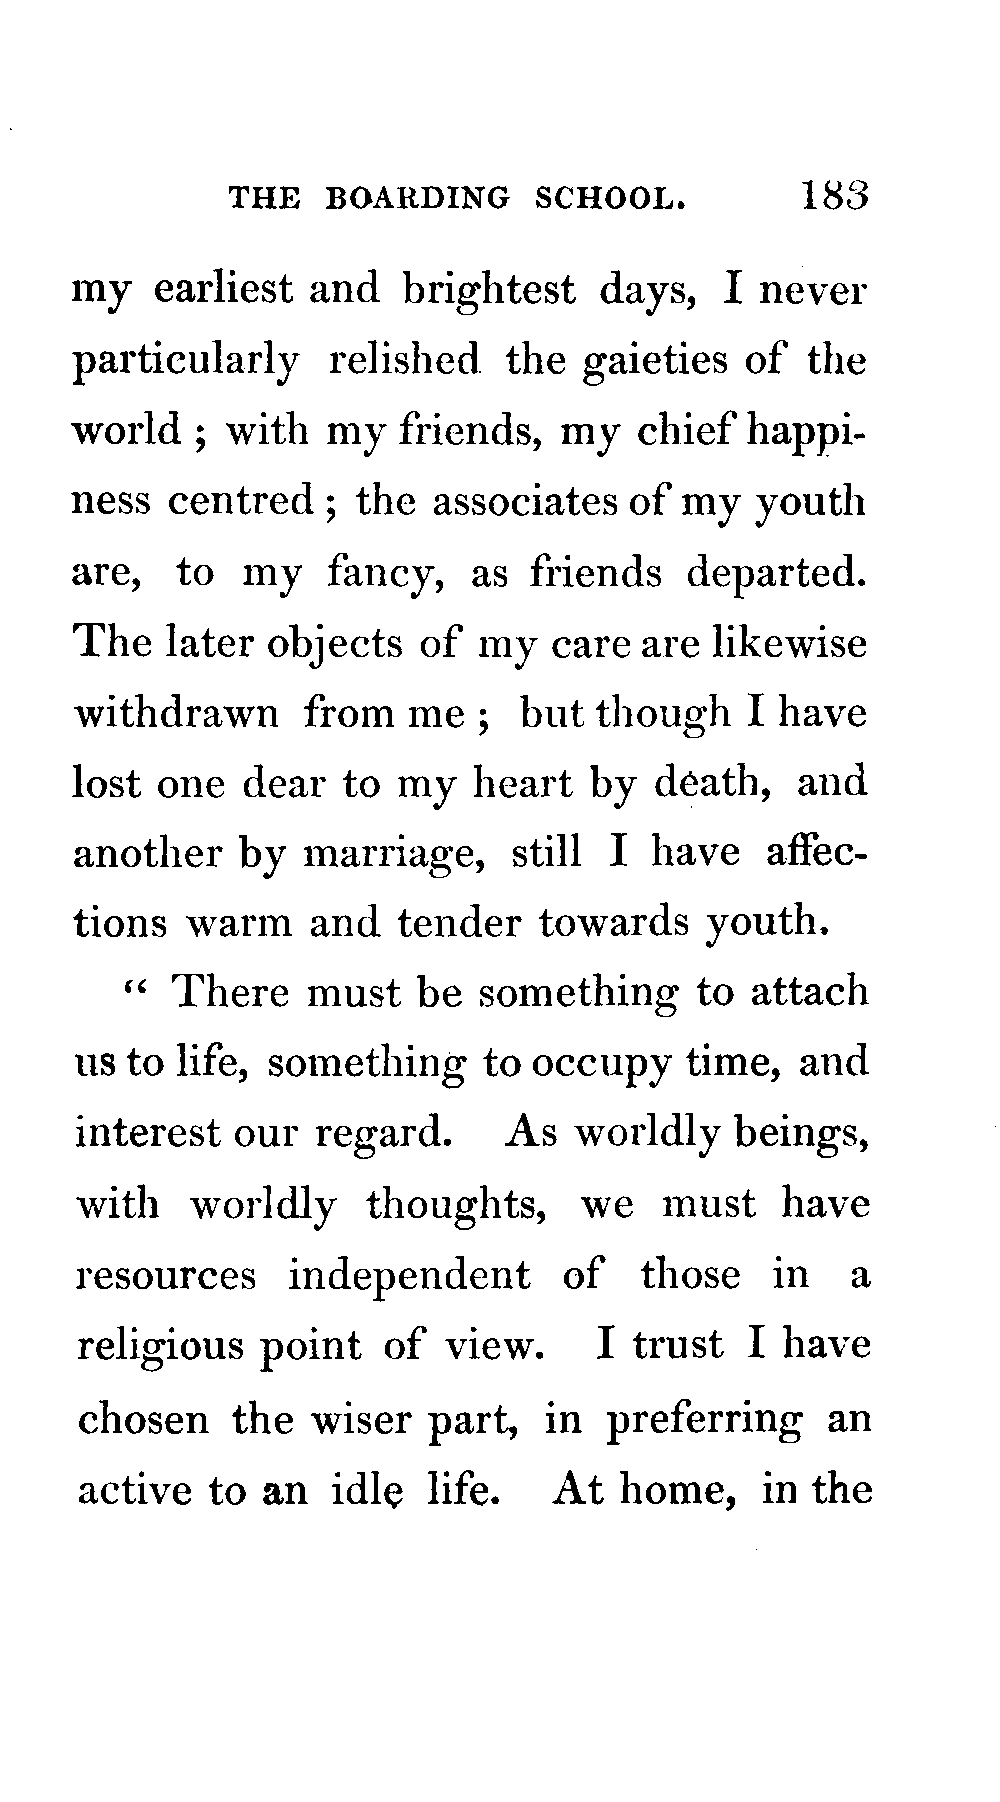 THE BOARDING SCHOOL. 183
my earliest and brightest days, I never
particularly relished the gaieties of the
world ; with my friends, my chief happi-
ness centred ; the associates of my youth
are, to my fancy, as friends departed.
The later objects of my care are likewise
withdrawn from me ; but though I have
lost one dear to my heart by death, and
another by marriage, still I have affec-
tions warm and tender towards youth.
“ There must be something to attach
us to life, something to occupy time, and
interest our regard. As worldly beings,
with worldly thoughts, we must have
resources independent of those in a
religious point of view. I trust I have
chosen the wiser part, in preferring an
active to an idle life. At home, in the